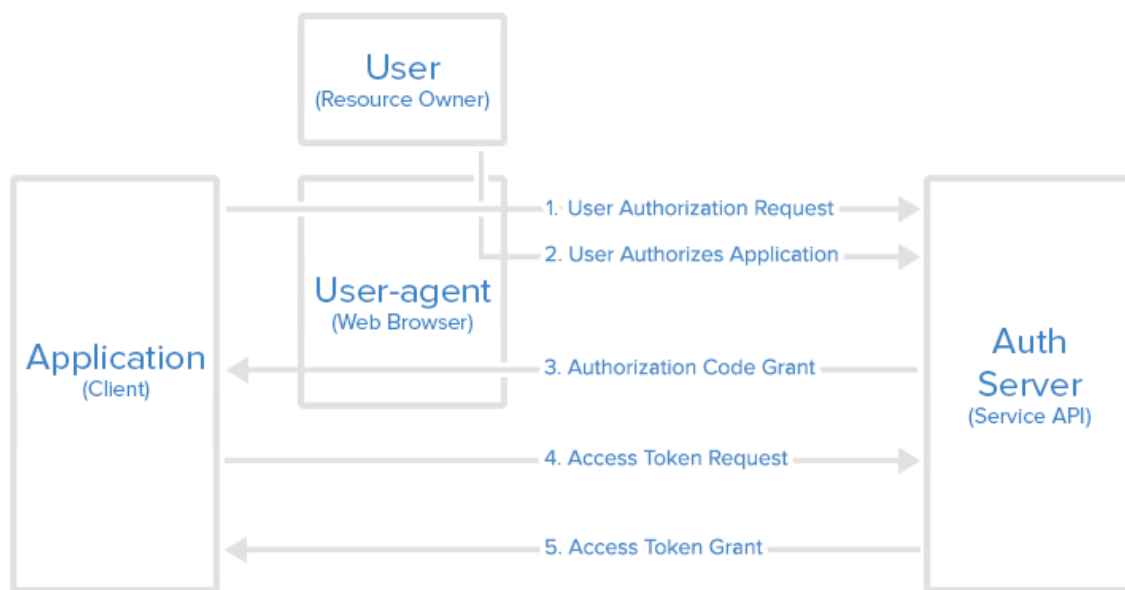 User
(Resource Owner)
1. User Authorization Request
2. User Authorizes Application
User-agent
(Web Browser)
Application
(Client)
3. Authorization Code Grant
Auth
Server
(Service API)
4. Access Token Request
5. Access Token Grant